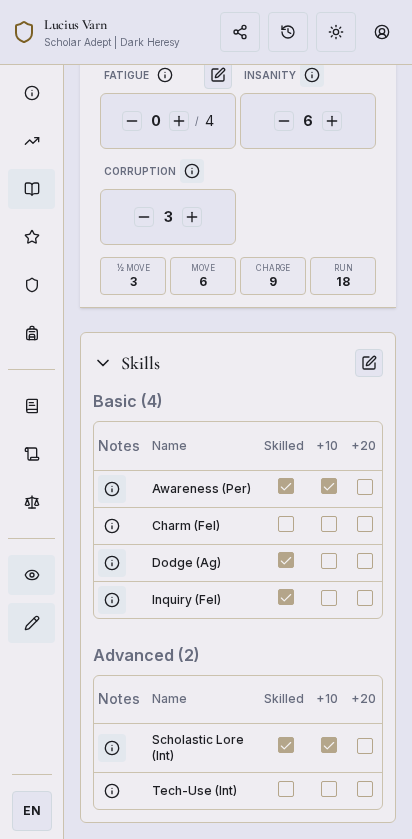 Lucius Varn
Scholar Adept | Dark Heresy
FATIGUE INSANITY
0 / 4 6
CORRUPTION
3
½ MOVE MOVE CHARGE RUN
3 6 9 18
Skills
Basic (4)
Notes Name Skilled +10 +20
Awareness (Per)
Charm (Fel)
Dodge (Ag)
Inquiry (Fel)
Advanced (2)
Notes Name Skilled +10 +20
Scholastic Lore
(Int)
Tech-Use (Int)
EN